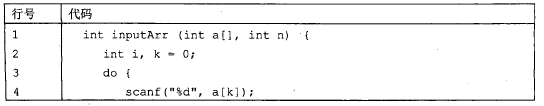 行号 代码
1 int inputArr (int a[], int n) {
2 int i, k = 0;
3 do {
4 scanf("%d", a[k]);